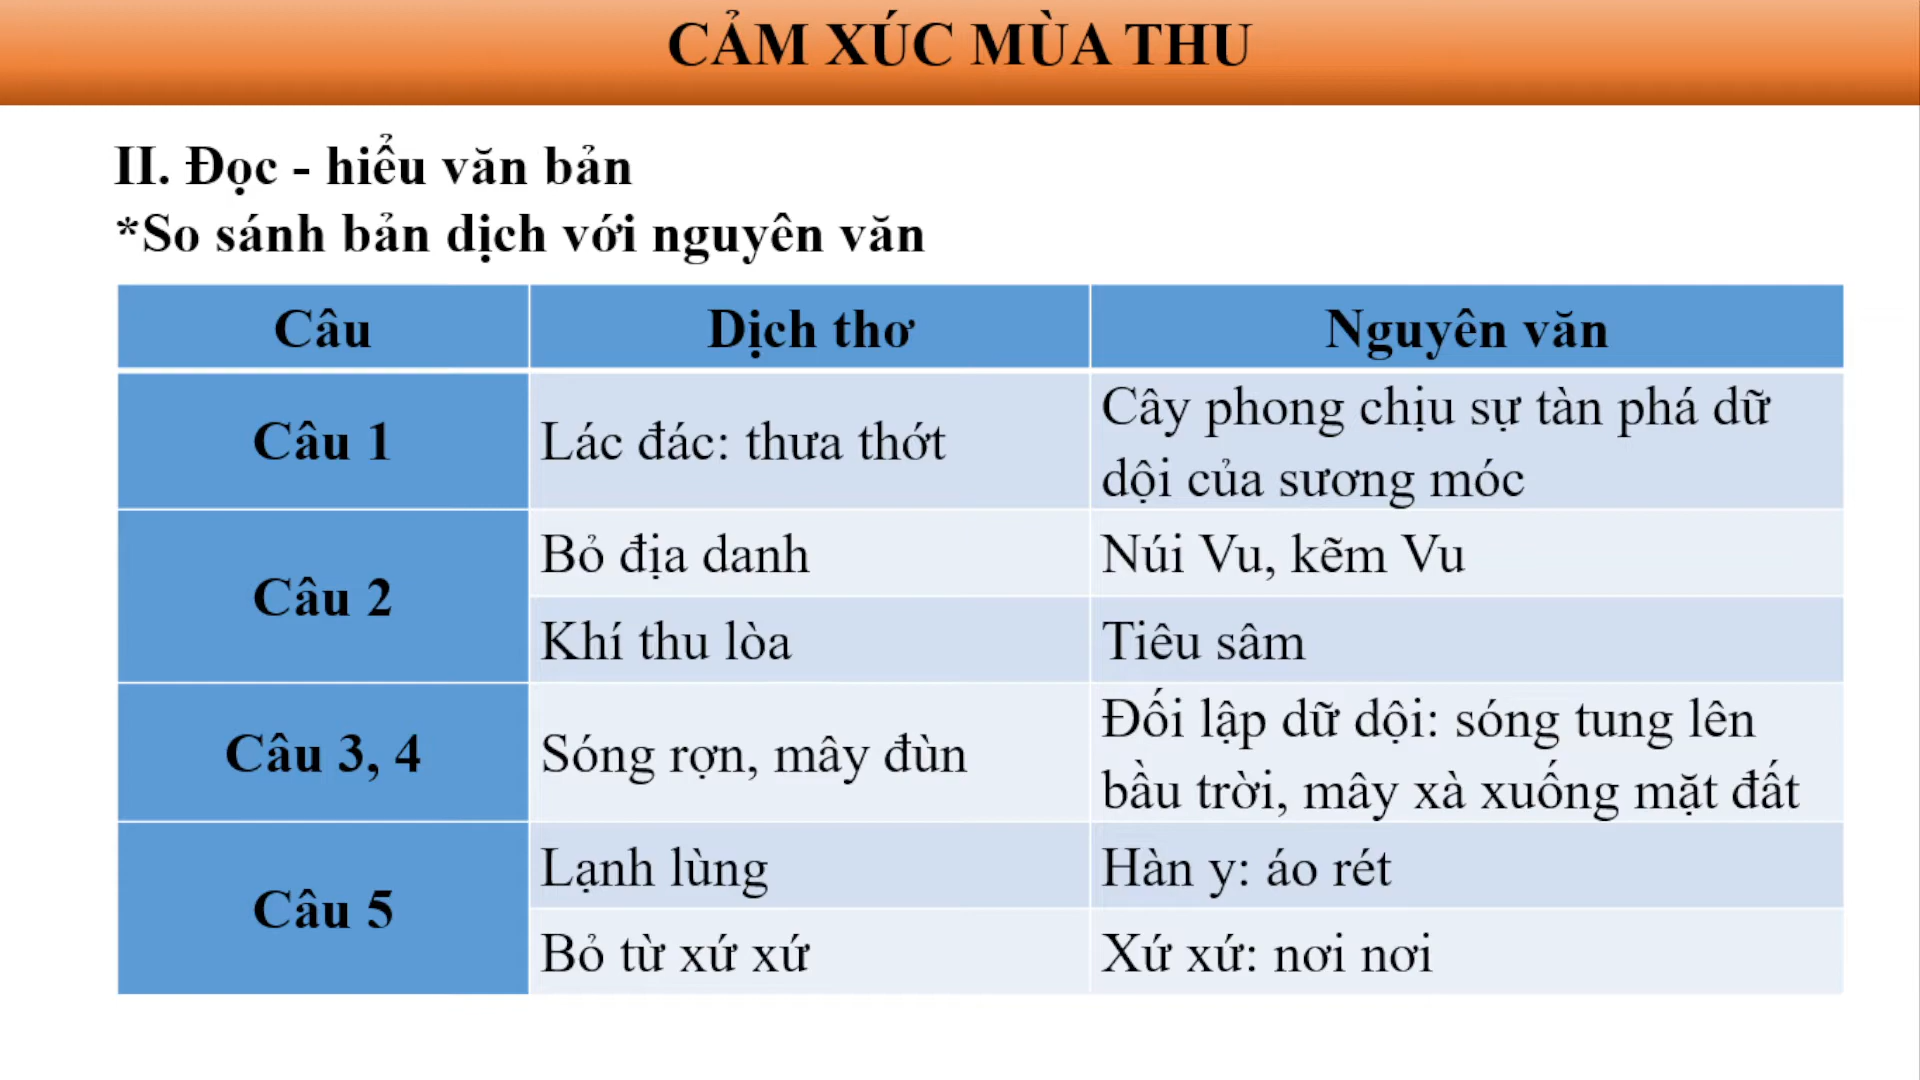 CẢM XÚC MÙA THU
II. Đọc - hiểu văn bản
*So sánh bản dịch với nguyên văn
Câu
Dịch thơ
Nguyên văn
Câu 1
Lác đác: thưa thớt
Cây phong chịu sự tàn phá dữ
dội của sương móc
Câu 2
Bỏ địa danh
Núi Vu, kẽm Vu
Khí thu lòa
Tiêu sâm
Câu 3, 4
Sóng rợn, mây đùn
Đối lập dữ dội: sóng tung lên
bầu trời, mây xà xuống mặt đất
Câu 5
Lạnh lùng
Hàn y: áo rét
Bỏ từ xứ xứ
Xứ xứ: nơi nơi